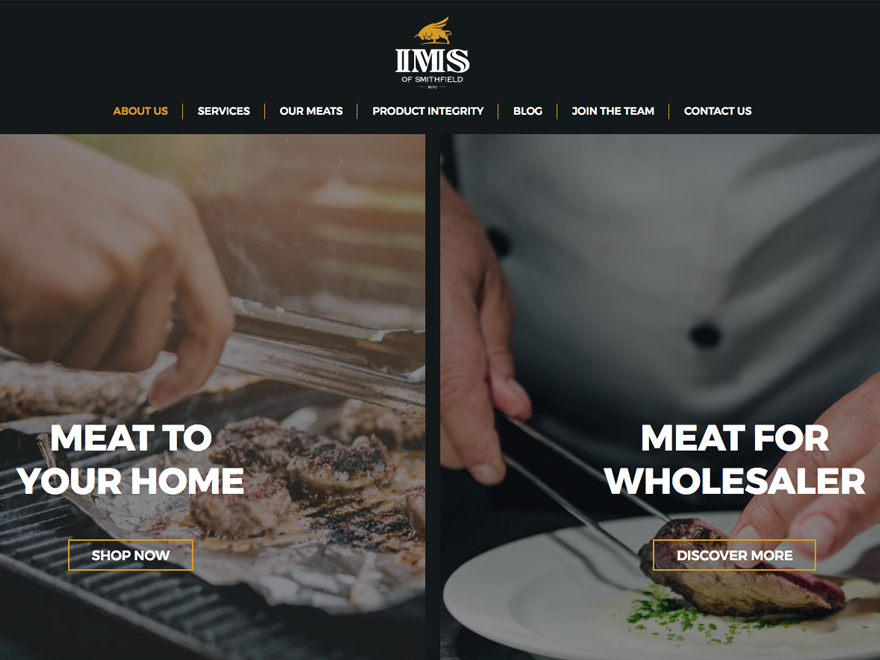 IMS
OF SMITHFIELD
ABOUT US
SERVICES
OUR MEATS
PRODUCT INTEGRITY
BLOG
JOIN THE TEAM
CONTACT US
MEAT TO
YOUR HOME
SHOP NOW
MEAT FOR
WHOLESALER
DISCOVER MORE